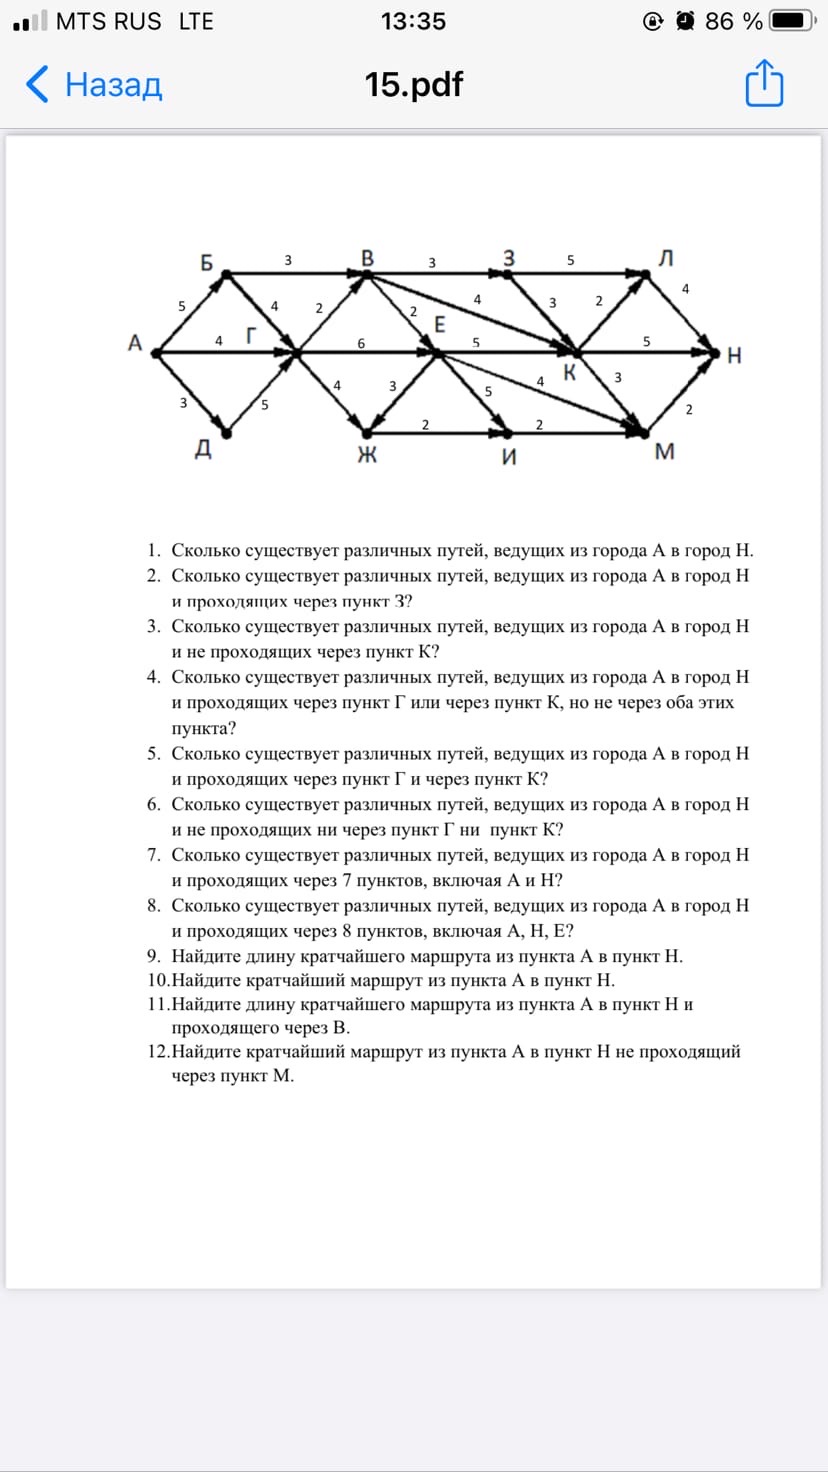 MTS RUS LTE 13:35 86 %
Назад 15.pdf
Б 3 В 3 З 5 Л
5 4 2 2 4 3 2 4
А 4 Г 6 Е 5 5 Н
3 5 4 3 5 4 К 3 2
2 2
Д Ж И М
1. Сколько существует различных путей, ведущих из города А в город Н.
2. Сколько существует различных путей, ведущих из города А в город Н
и проходящих через пункт З?
3. Сколько существует различных путей, ведущих из города А в город Н
и не проходящих через пункт К?
4. Сколько существует различных путей, ведущих из города А в город Н
и проходящих через пункт Г или через пункт К, но не через оба этих
пункта?
5. Сколько существует различных путей, ведущих из города А в город Н
и проходящих через пункт Г и через пункт К?
6. Сколько существует различных путей, ведущих из города А в город Н
и не проходящих ни через пункт Г ни пункт К?
7. Сколько существует различных путей, ведущих из города А в город Н
и проходящих через 7 пунктов, включая А и Н?
8. Сколько существует различных путей, ведущих из города А в город Н
и проходящих через 8 пунктов, включая А, Н, Е?
9. Найдите длину кратчайшего маршрута из пункта А в пункт Н.
10.Найдите кратчайший маршрут из пункта А в пункт Н.
11.Найдите длину кратчайшего маршрута из пункта А в пункт Н и
проходящего через В.
12.Найдите кратчайший маршрут из пункта А в пункт Н не проходящий
через пункт М.